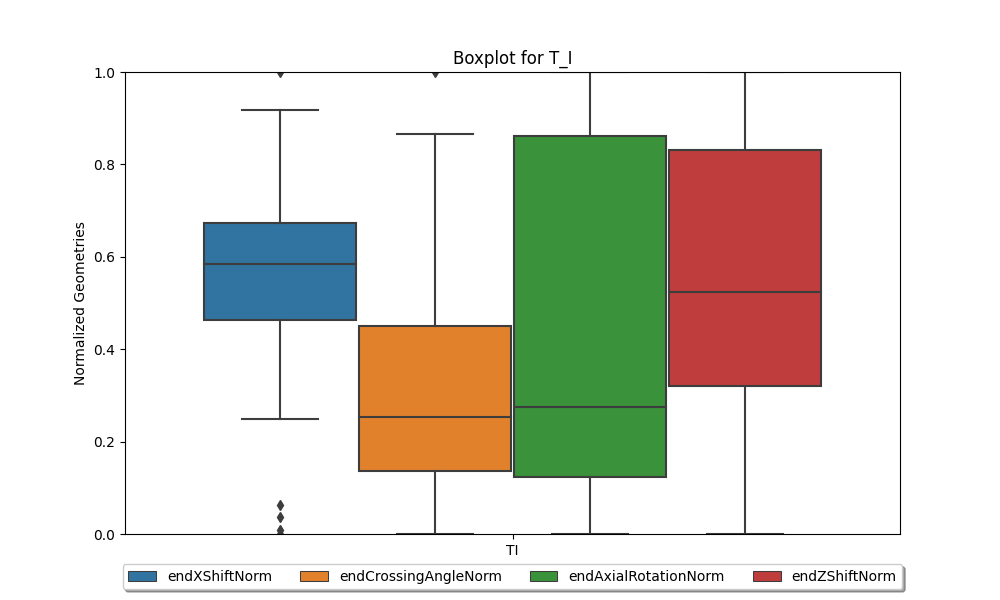 Boxplot for T_I
1.0
0.8
0.6
0.4
0.2
0.0
Normalized Geometries
TI
endXShiftNorm endCrossingAngleNorm endAxialRotationNorm endZShiftNorm